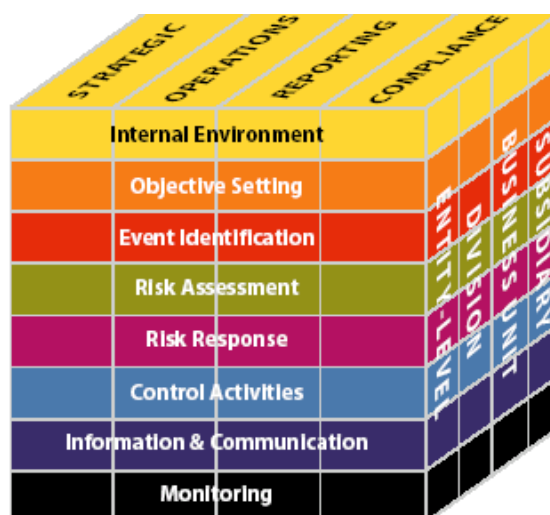 STRATEGIC
OPERATIONS
REPORTING
COMPLIANCE
Internal Environment
Objective Setting
Event Identification
Risk Assessment
Risk Response
Control Activities
Information & Communication
Monitoring
ENTITY-LEVEL
DIVISION
BUSINESS UNIT
SUBSIDIARY